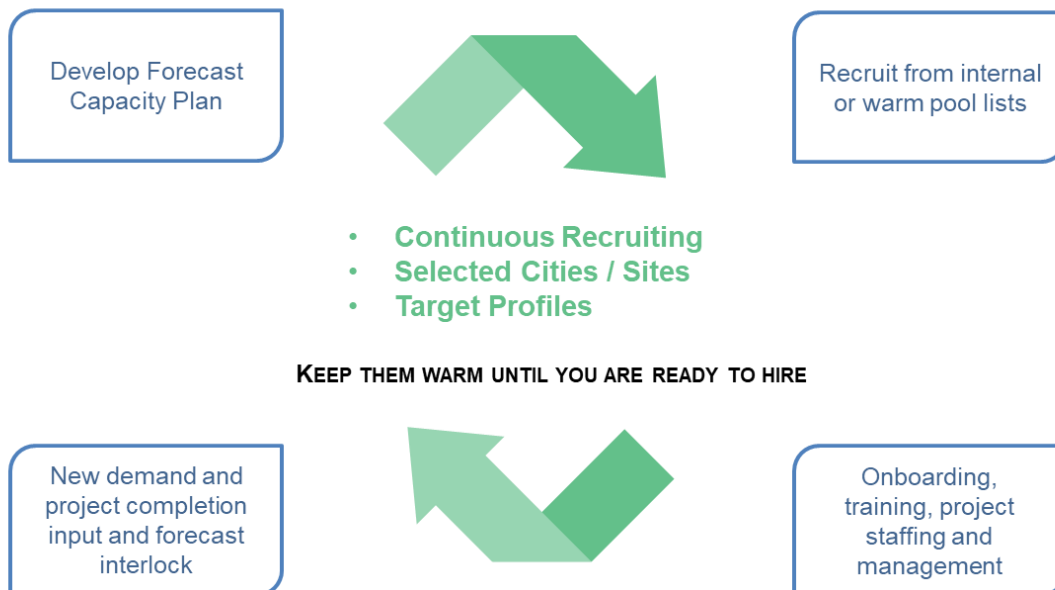 Develop Forecast
Capacity Plan
Recruit from internal
or warm pool lists
• Continuous Recruiting
• Selected Cities / Sites
• Target Profiles
KEEP THEM WARM UNTIL YOU ARE READY TO HIRE
New demand and
project completion
input and forecast
interlock
Onboarding,
training, project
staffing and
management